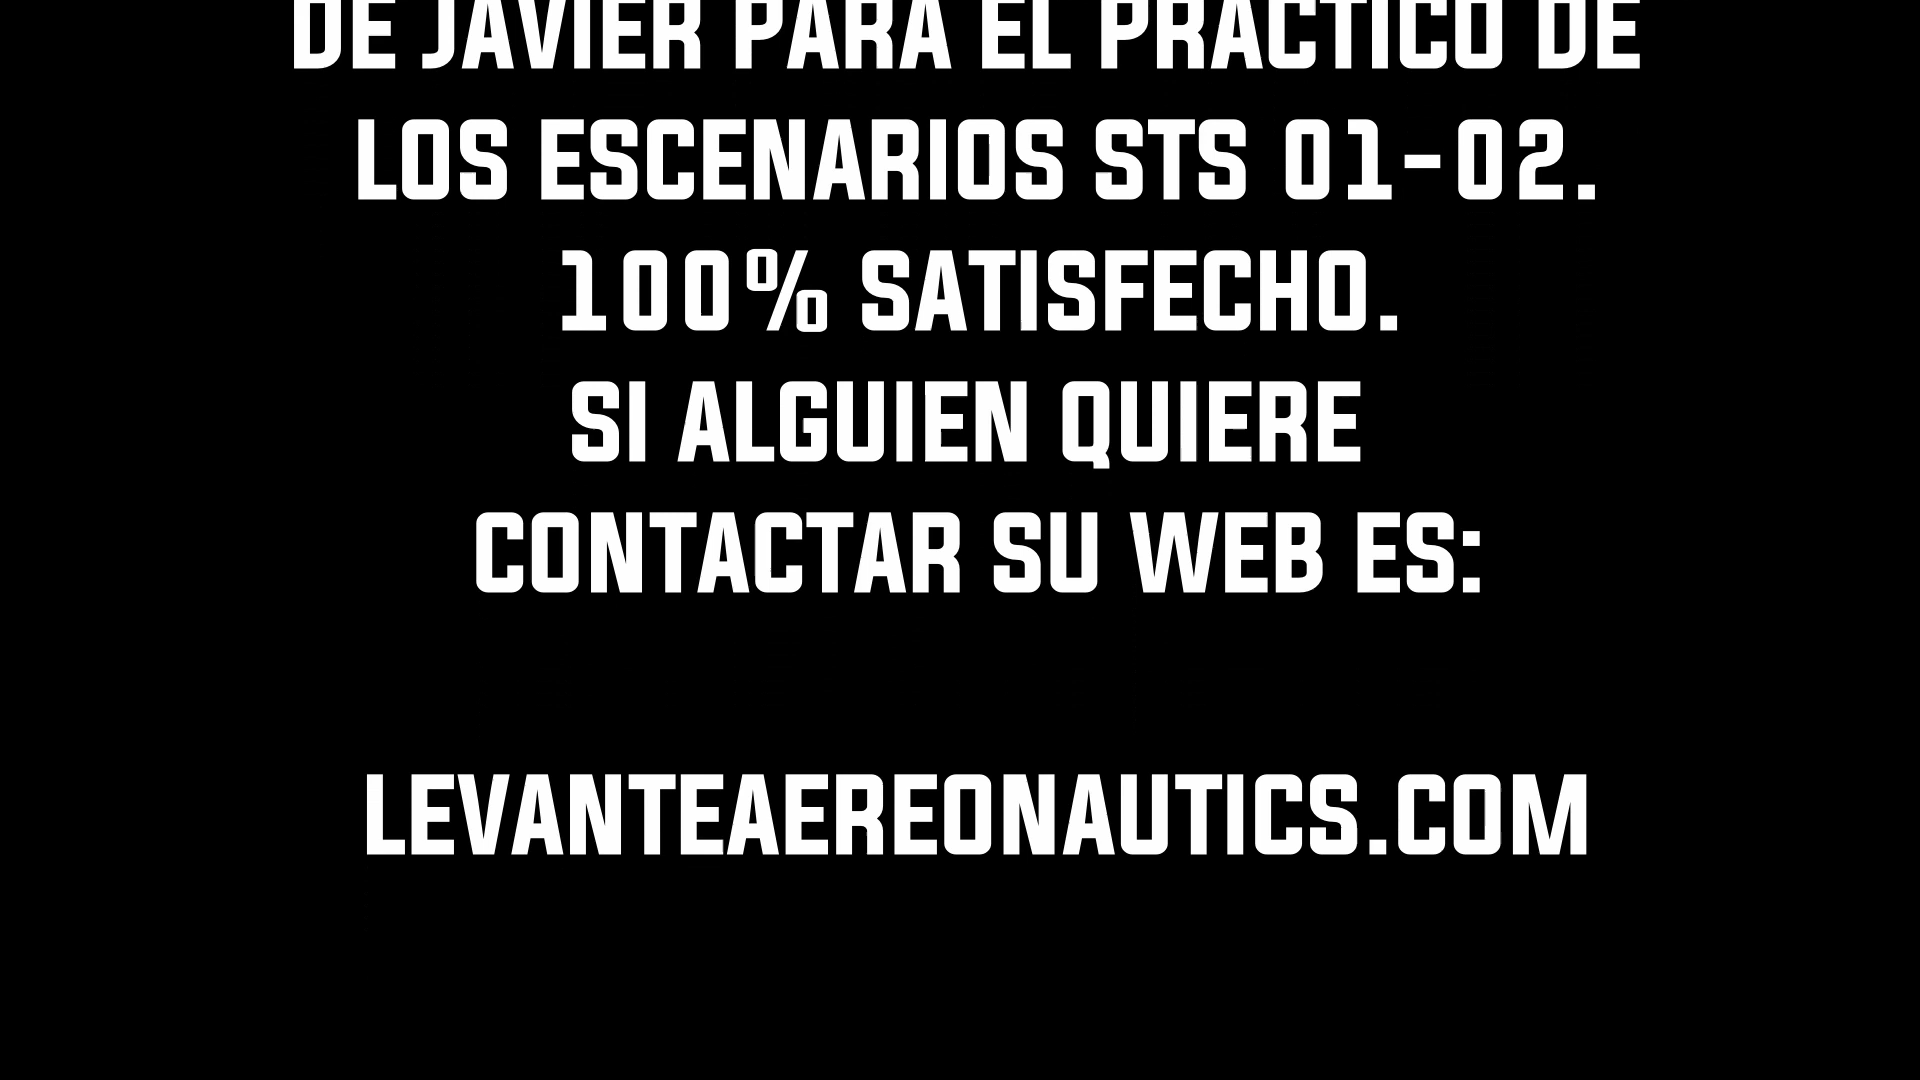 DE JAVIER PARA EL PRÁCTICO DE
LOS ESCENARIOS STS 01-02.
100% SATISFECHO.
SI ALGUIEN QUIERE
CONTACTAR SU WEB ES:
LEVANTEAEREONAUTICS.COM